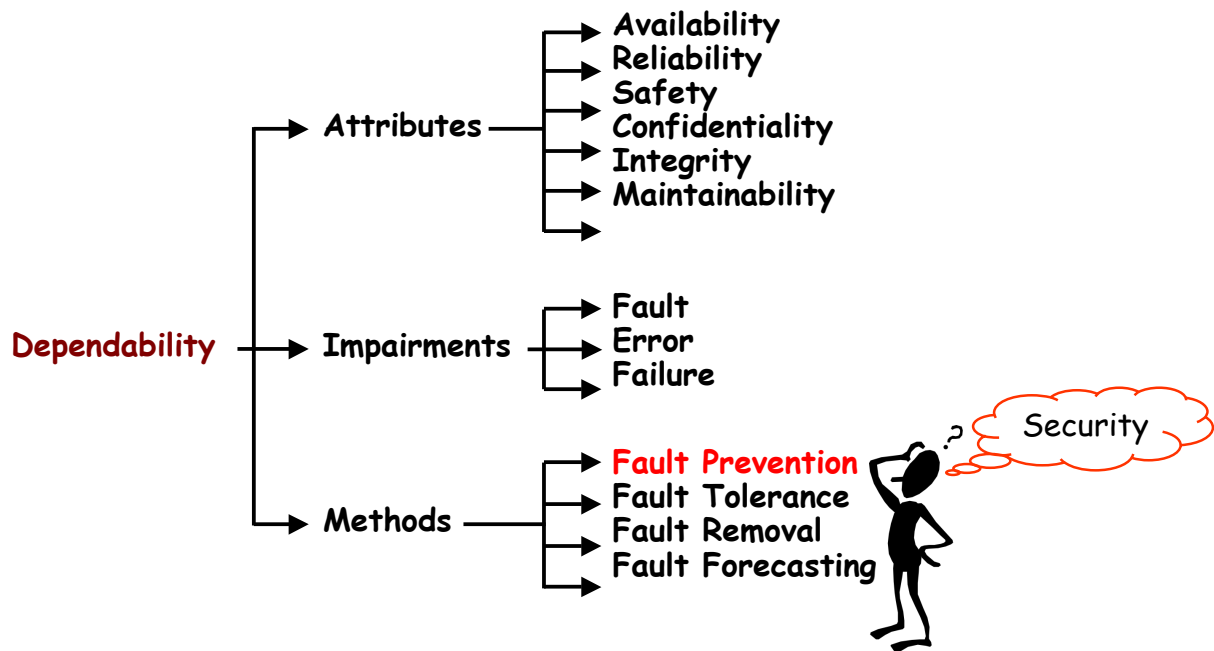 Availability
Reliability
Safety
Confidentiality
Integrity
Maintainability
Attributes
Dependability
Impairments
Fault
Error
Failure
Methods
Fault Prevention
Fault Tolerance
Fault Removal
Fault Forecasting
?
Security